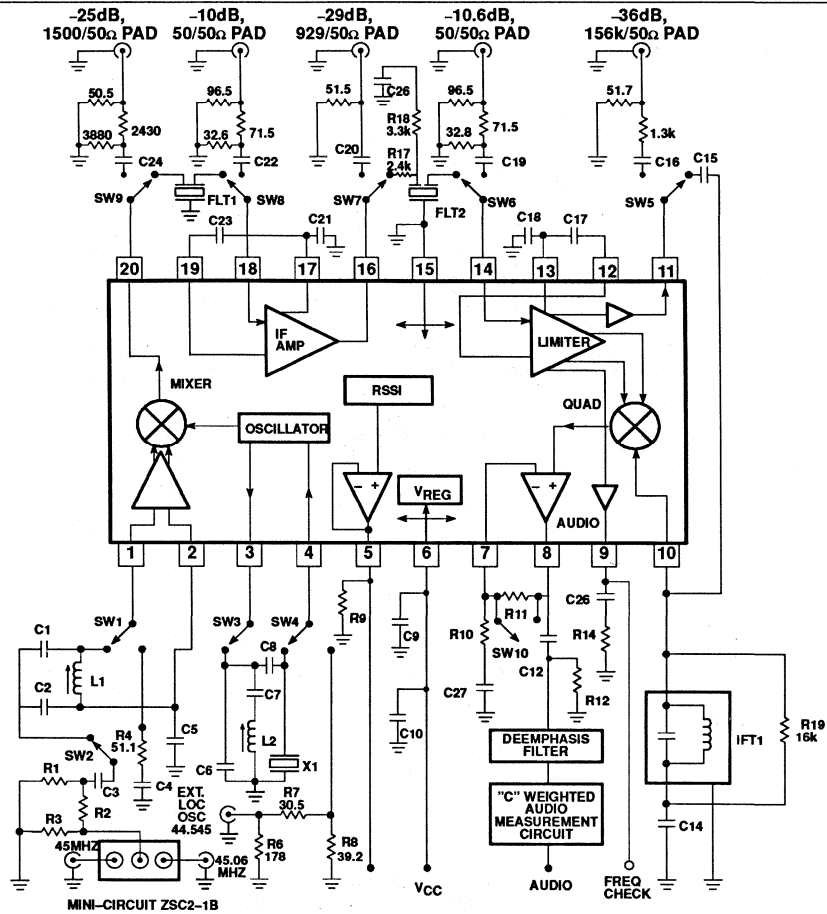 –25dB, –10dB, –29dB, –10.6dB, –36dB,
1500/50Ω PAD 50/50Ω PAD 929/50Ω PAD 50/50Ω PAD 156k/50Ω PAD
50.5 96.5 51.5 C26 96.5 51.7
3880 2430 32.6 71.5 R18 3.3k 32.8 71.5 1.3k
C24 C22 C20 R17 2.4k C19 C16 C15
SW9 FLT1 SW8 SW7 FLT2 SW6 SW5
C23 C21 C18 C17
20 19 18 17 16 15 14 13 12 11
IF
AMP
LIMITER
MIXER
RSSI
QUAD
OSCILLATOR
– +
VREG
– +
AUDIO
1 2 3 4 5 6 7 8 9 10
SW1 SW3 SW4 R9 R11 C26
C1 C8 C9 R10 SW10 R14
L1 C7 C12
C2 C27 R12
R4
51.1
C5 L2 C10 R19
16k
SW2 IFT1
C6 X1
DEEMPHASIS
FILTER
R1 C3 C4
R2
EXT.
LOC
OSC
44.545
R7
30.5
"C" WEIGHTED
AUDIO
MEASUREMENT
CIRCUIT
R3 C14
45MHZ 45.06
MHZ
R6
178
R8
39.2
VCC AUDIO FREQ
CHECK
MINI–CIRCUIT ZSC2–1B